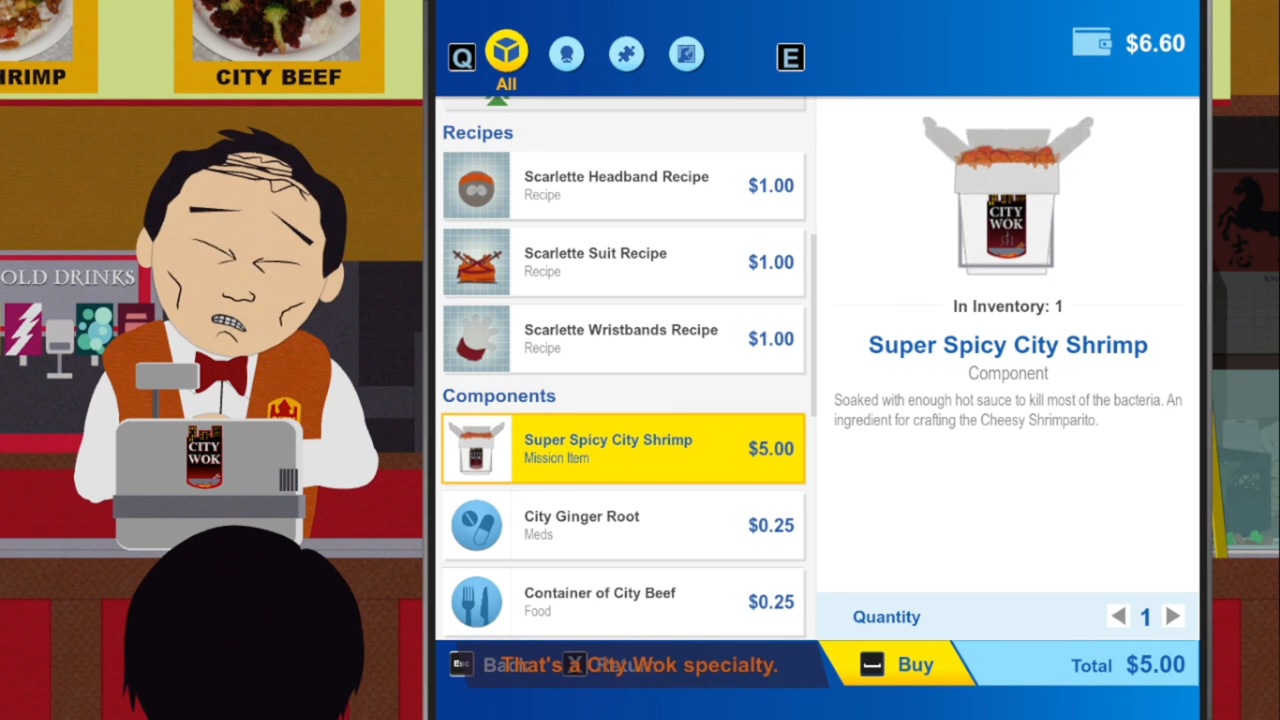 HRIMP
CITY BEEF
OLD DRINKS
CITY
WOK
Q
E
All
$6.60
Recipes
Scarlette Headband Recipe
Recipe
$1.00
Scarlette Suit Recipe
Recipe
$1.00
Scarlette Wristbands Recipe
Recipe
$1.00
Components
Super Spicy City Shrimp
Mission Item
$5.00
City Ginger Root
Meds
$0.25
Container of City Beef
Food
$0.25
CITY
WOK
In Inventory: 1
Super Spicy City Shrimp
Component
Soaked with enough hot sauce to kill most of the bacteria. An
ingredient for crafting the Cheesy Shrimparito.
Quantity
1
Esc
X
That's a City Wok specialty.
Buy
Total $5.00